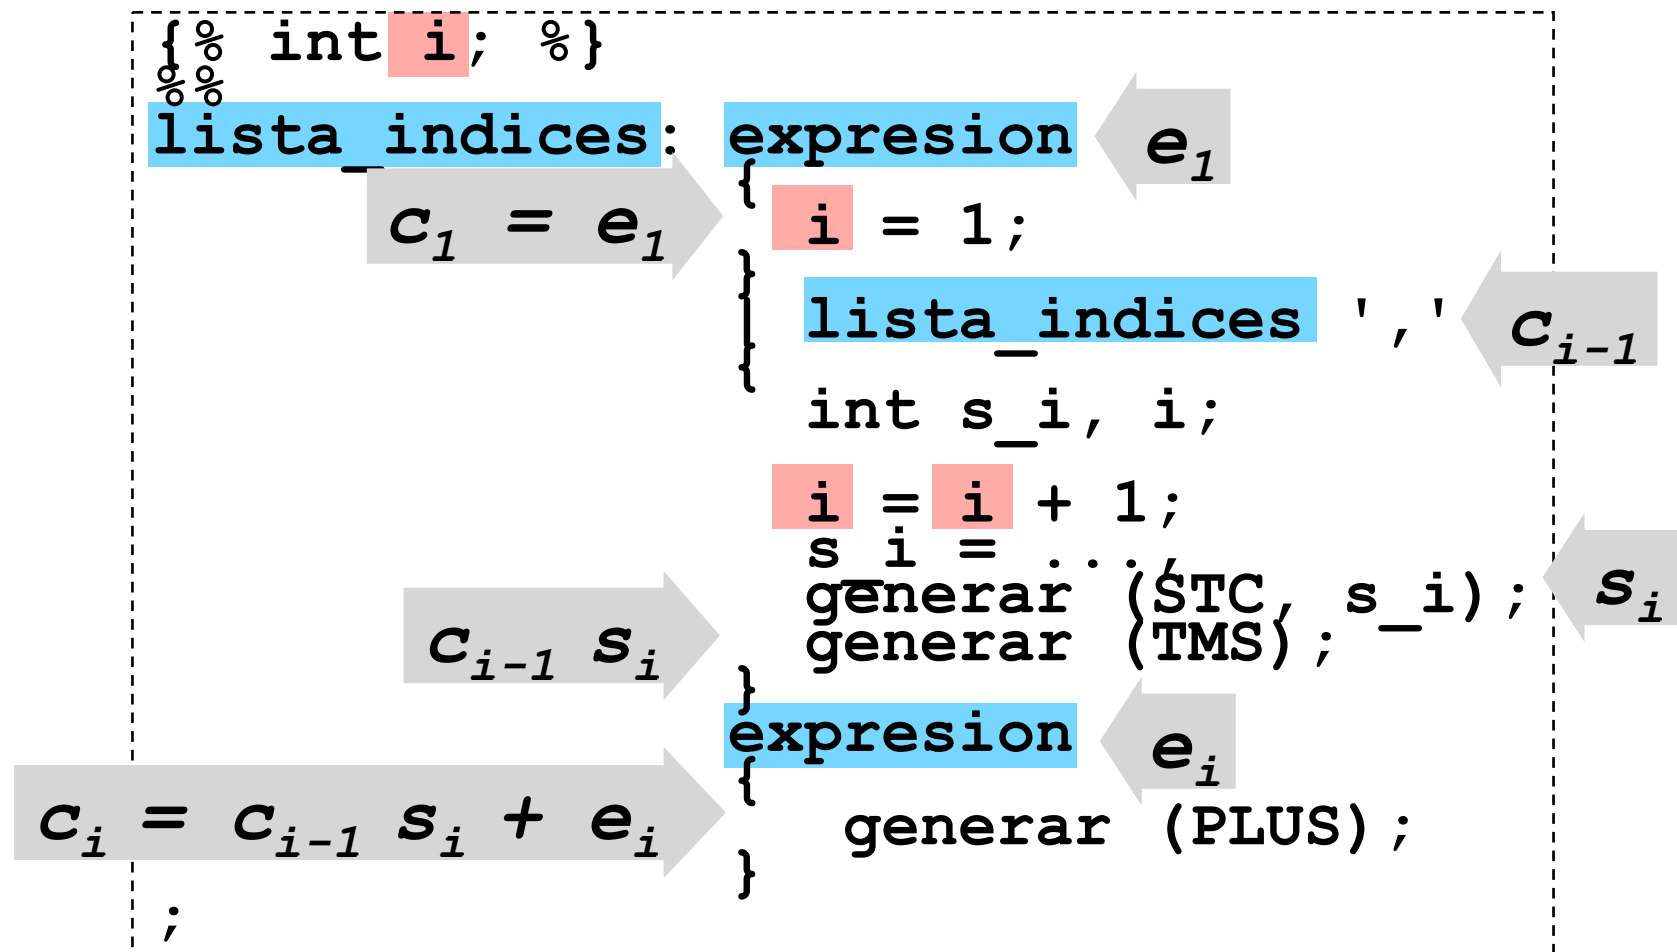 {% int i; %}
%%
lista_indices: expresion e1
{
c1 = e1 i = 1;
}
| lista_indices ',' ci-1
{
int s_i, i;
i = i + 1;
s_i = ...;
generar (STC, s_i); si
ci-1 si generar (TMS);
}
expresion ei
{
ci = ci-1 si + ei generar (PLUS);
}
;